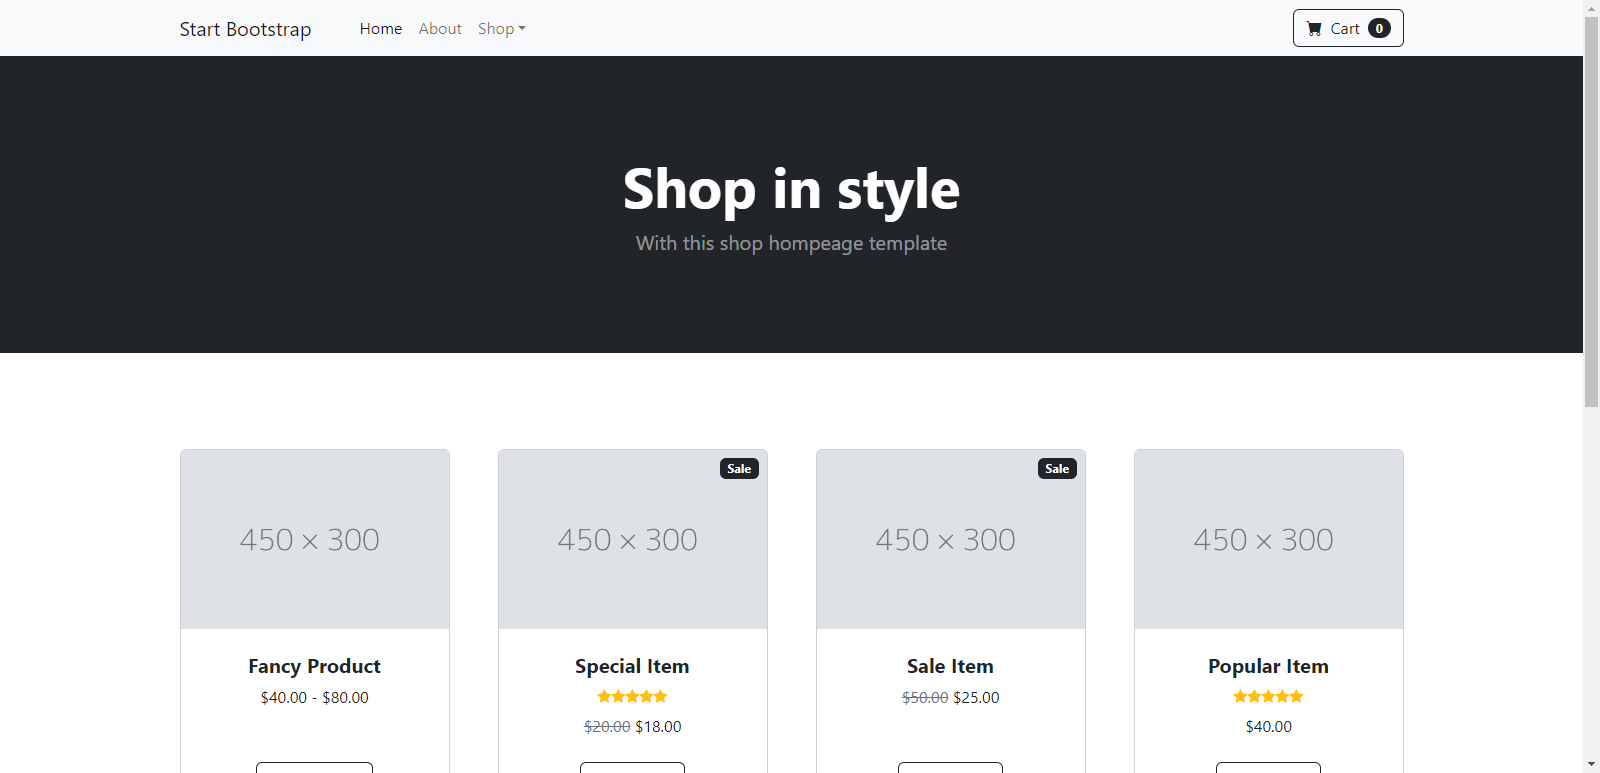 Start Bootstrap Home About Shop Cart 0
Shop in style
With this shop hompeage template
Sale Sale
450 × 300 450 × 300 450 × 300 450 × 300
Fancy Product Special Item Sale Item Popular Item
$40.00 - $80.00 $50.00 $25.00
$20.00 $18.00 $40.00